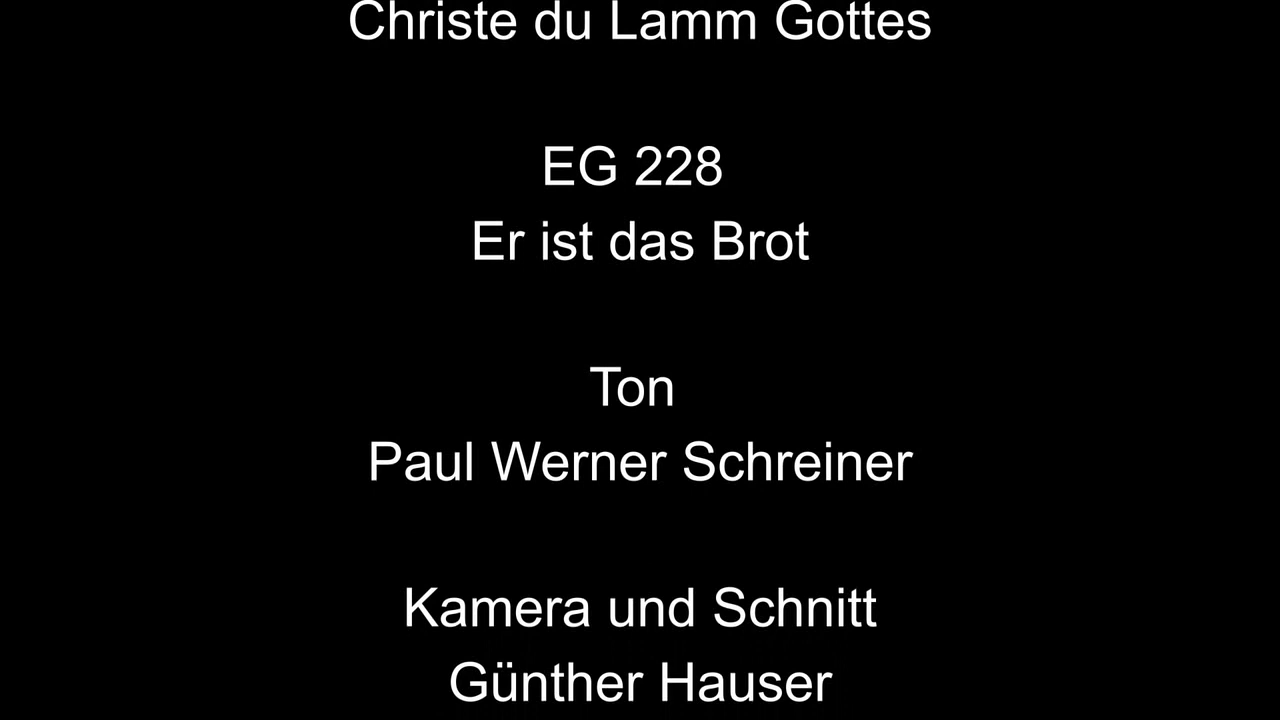 Christe du Lamm Gottes
EG 228
Er ist das Brot
Ton
Paul Werner Schreiner
Kamera und Schnitt
Günther Hauser